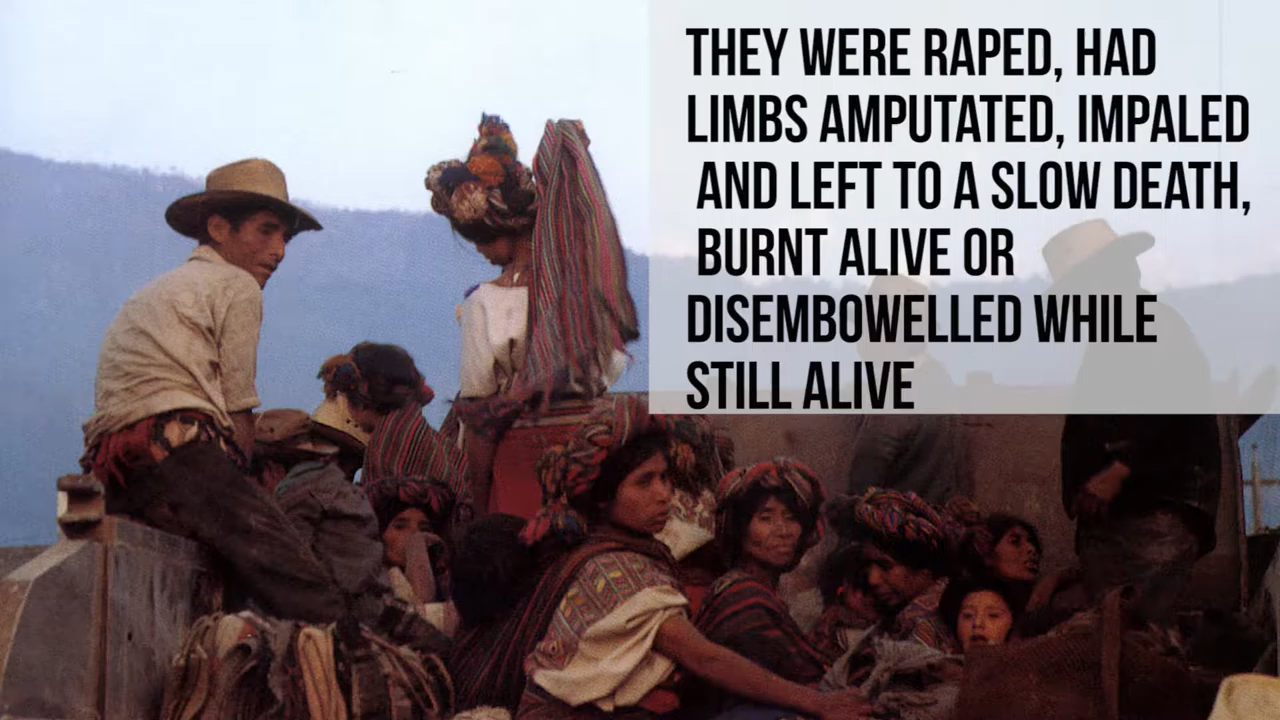 THEY WERE RAPED, HAD
LIMBS AMPUTATED, IMPALED
AND LEFT TO A SLOW DEATH,
BURNT ALIVE OR
DISEMBOWELLED WHILE
STILL ALIVE